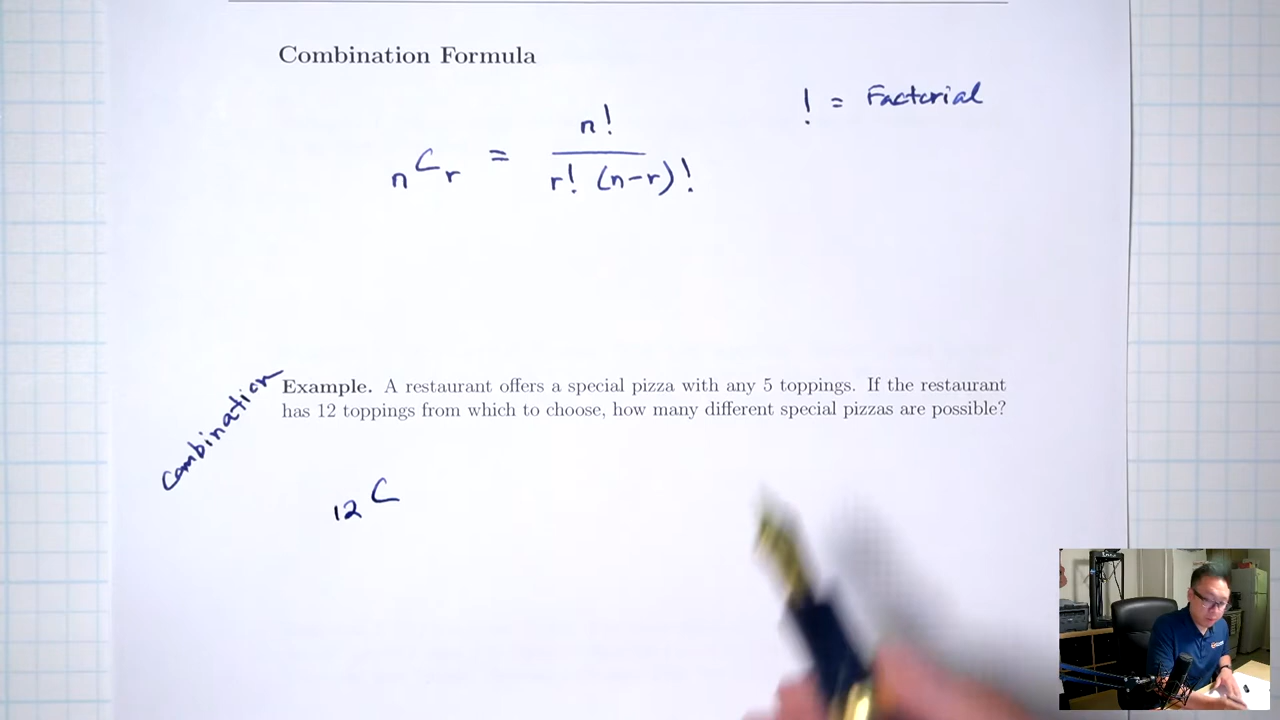 Combination Formula
! = Factorial
nCr = n! / r! (n-r)!
combination
Example. A restaurant offers a special pizza with any 5 toppings. If the restaurant
has 12 toppings from which to choose, how many different special pizzas are possible?
12C